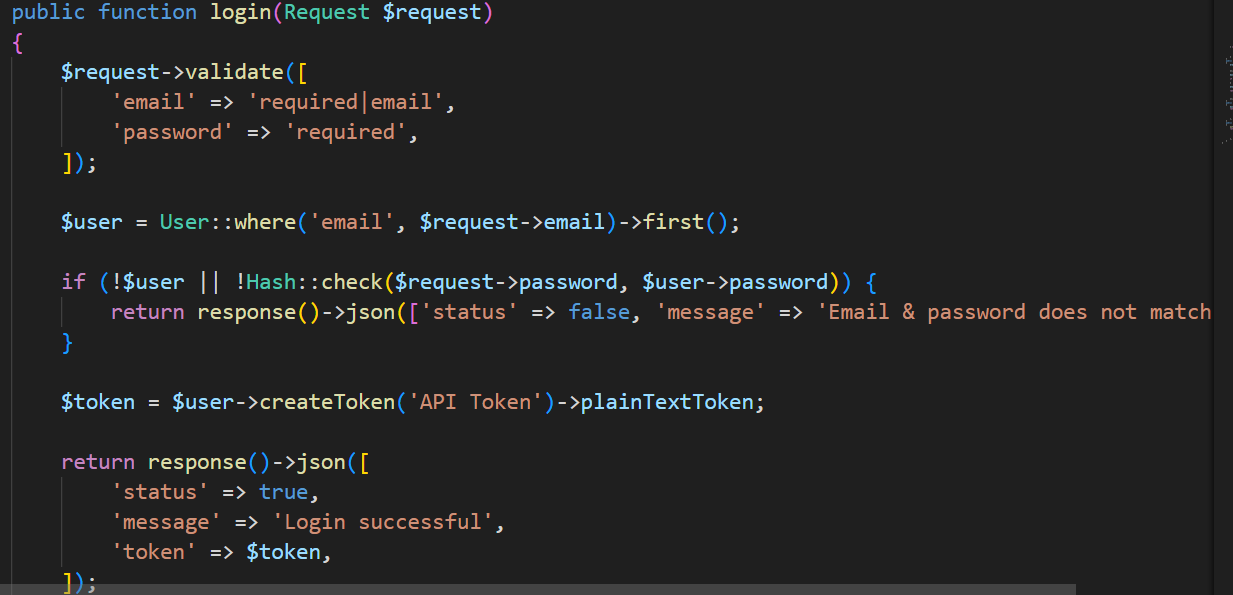 public function login(Request $request)
{
    $request->validate([
        'email' => 'required|email',
        'password' => 'required',
    ]);

    $user = User::where('email', $request->email)->first();

    if (!$user || !Hash::check($request->password, $user->password)) {
        return response()->json(['status' => false, 'message' => 'Email & password does not match
    }

    $token = $user->createToken('API Token')->plainTextToken;

    return response()->json([
        'status' => true,
        'message' => 'Login successful',
        'token' => $token,
    ]);